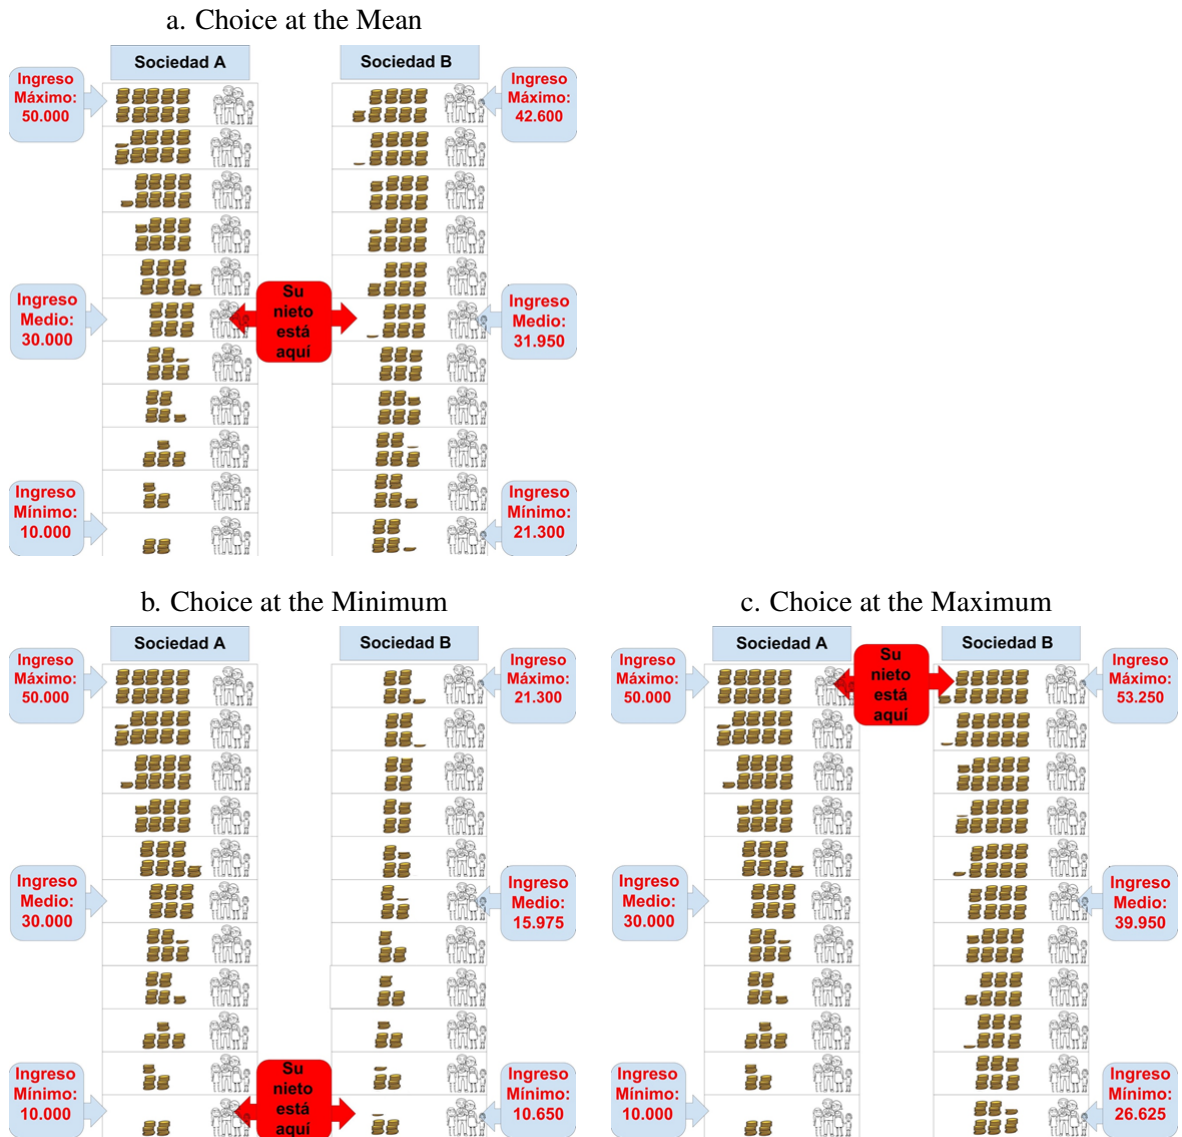 a. Choice at the Mean
Sociedad A
Sociedad B
Ingreso
Máximo:
50.000
Ingreso
Máximo:
42.600
Ingreso
Medio:
30.000
Su
nieto
está
aquí
Ingreso
Medio:
31.950
Ingreso
Mínimo:
10.000
Ingreso
Mínimo:
21.300
b. Choice at the Minimum
Sociedad A
Sociedad B
Ingreso
Máximo:
50.000
Ingreso
Máximo:
21.300
Ingreso
Medio:
30.000
Ingreso
Medio:
15.975
Ingreso
Mínimo:
10.000
Su
nieto
está
aquí
Ingreso
Mínimo:
10.650
c. Choice at the Maximum
Sociedad A
Sociedad B
Ingreso
Máximo:
50.000
Su
nieto
está
aquí
Ingreso
Máximo:
53.250
Ingreso
Medio:
30.000
Ingreso
Medio:
39.950
Ingreso
Mínimo:
10.000
Ingreso
Mínimo:
26.625